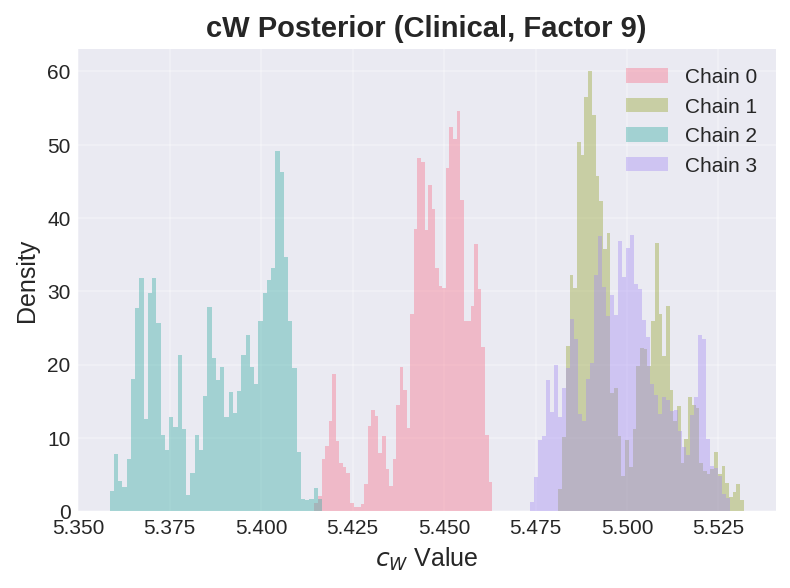 cW Posterior (Clinical, Factor 9)
Chain 0
Chain 1
Chain 2
Chain 3
Density
60
50
40
30
20
10
0
5.350 5.375 5.400 5.425 5.450 5.475 5.500 5.525
c_W Value